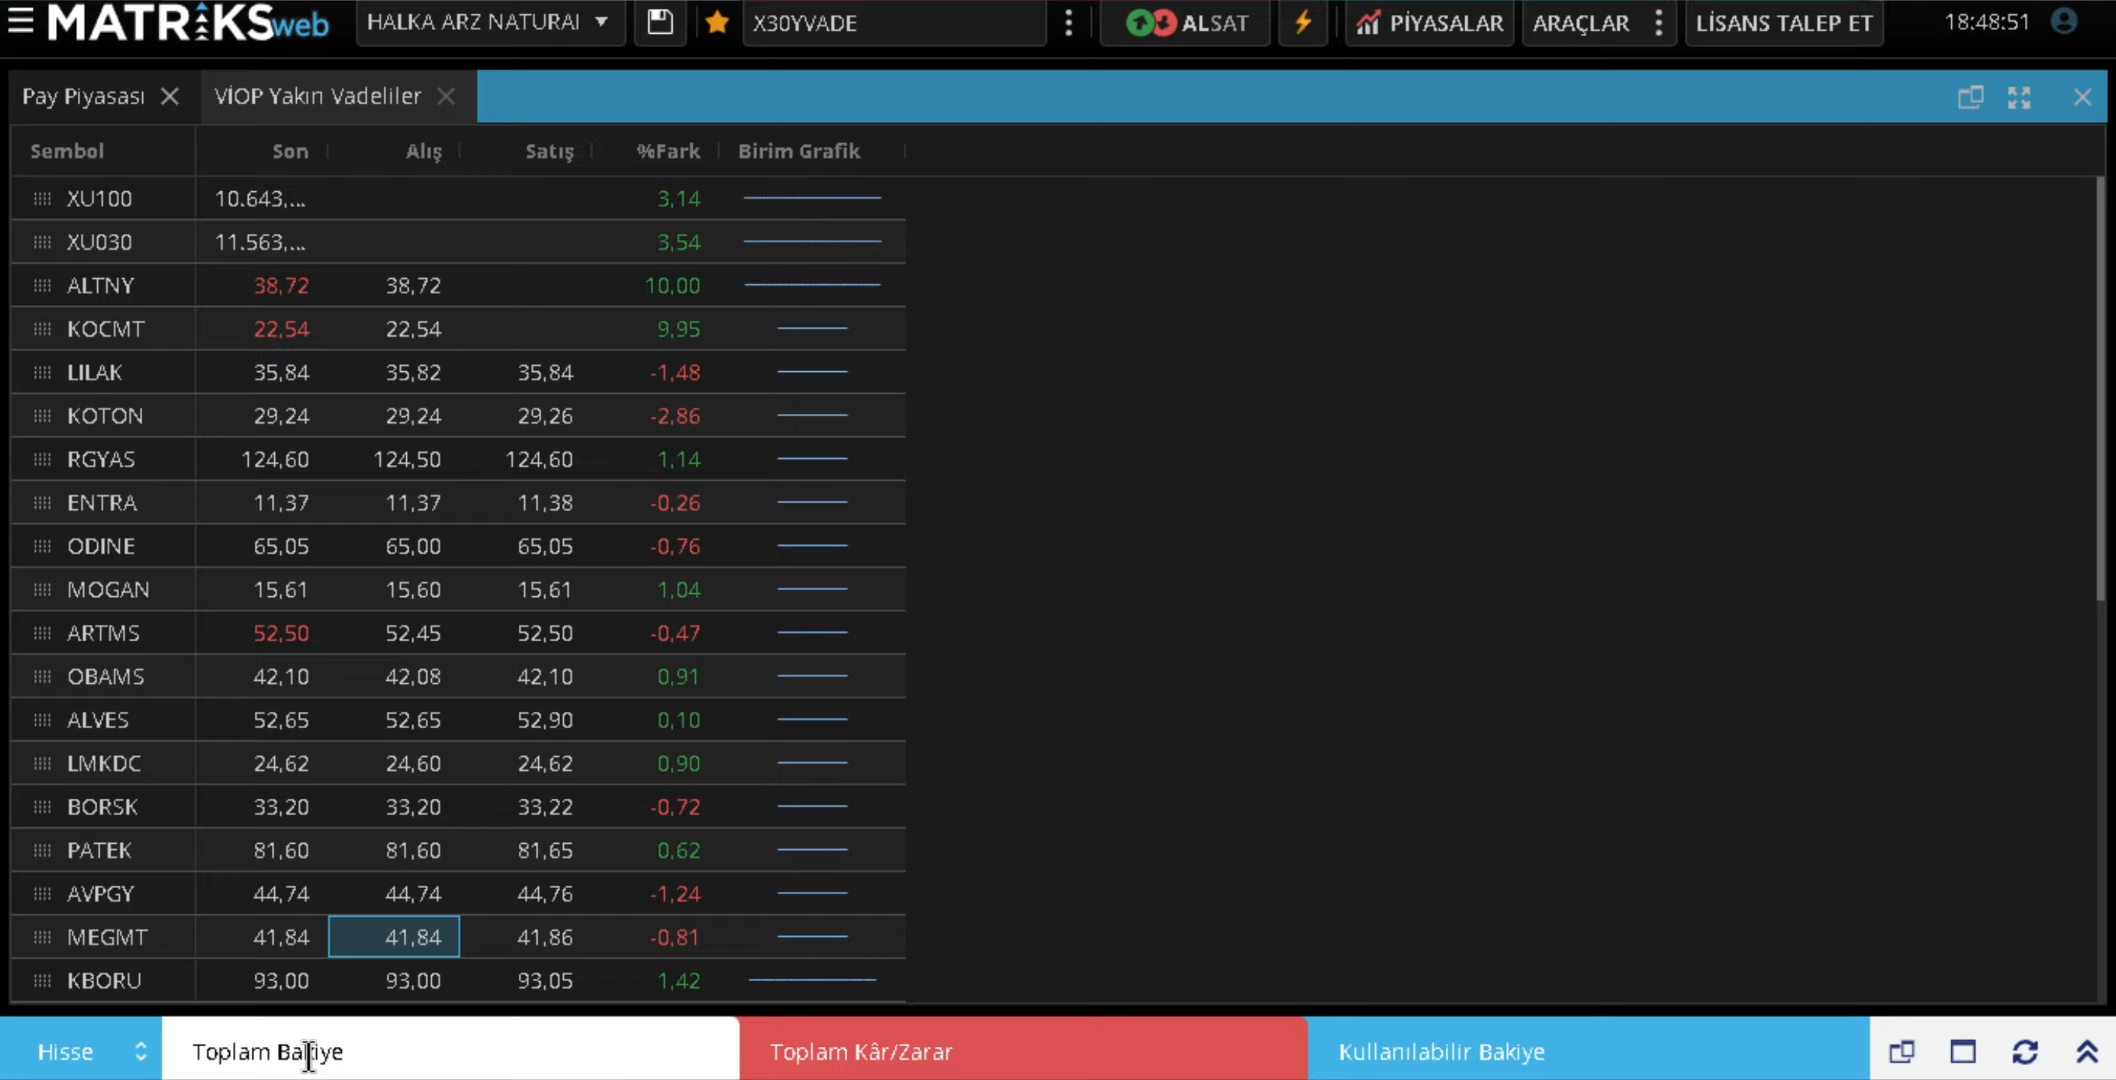 MATRiKSweb HALKA ARZ NATURAI X30YVADE ALSAT PİYASALAR ARAÇLAR LİSANS TALEP ET 18:48:51
Pay Piyasası VİOP Yakın Vadeliler
Sembol Son Alış Satış %Fark Birim Grafik
XU100 10.643,... 3,14
XU030 11.563,... 3,54
ALTNY 38,72 38,72 10,00
KOCMT 22,54 22,54 9,95
LILAK 35,84 35,82 35,84 -1,48
KOTON 29,24 29,24 29,26 -2,86
RGYAS 124,60 124,50 124,60 1,14
ENTRA 11,37 11,37 11,38 -0,26
ODINE 65,05 65,00 65,05 -0,76
MOGAN 15,61 15,60 15,61 1,04
ARTMS 52,50 52,45 52,50 -0,47
OBAMS 42,10 42,08 42,10 0,91
ALVES 52,65 52,65 52,90 0,10
LMKDC 24,62 24,60 24,62 0,90
BORSK 33,20 33,20 33,22 -0,72
PATEK 81,60 81,60 81,65 0,62
AVPGY 44,74 44,74 44,76 -1,24
MEGMT 41,84 41,84 41,86 -0,81
KBORU 93,00 93,00 93,05 1,42
Hisse Toplam Bakiye Toplam Kâr/Zarar Kullanılabilir Bakiye